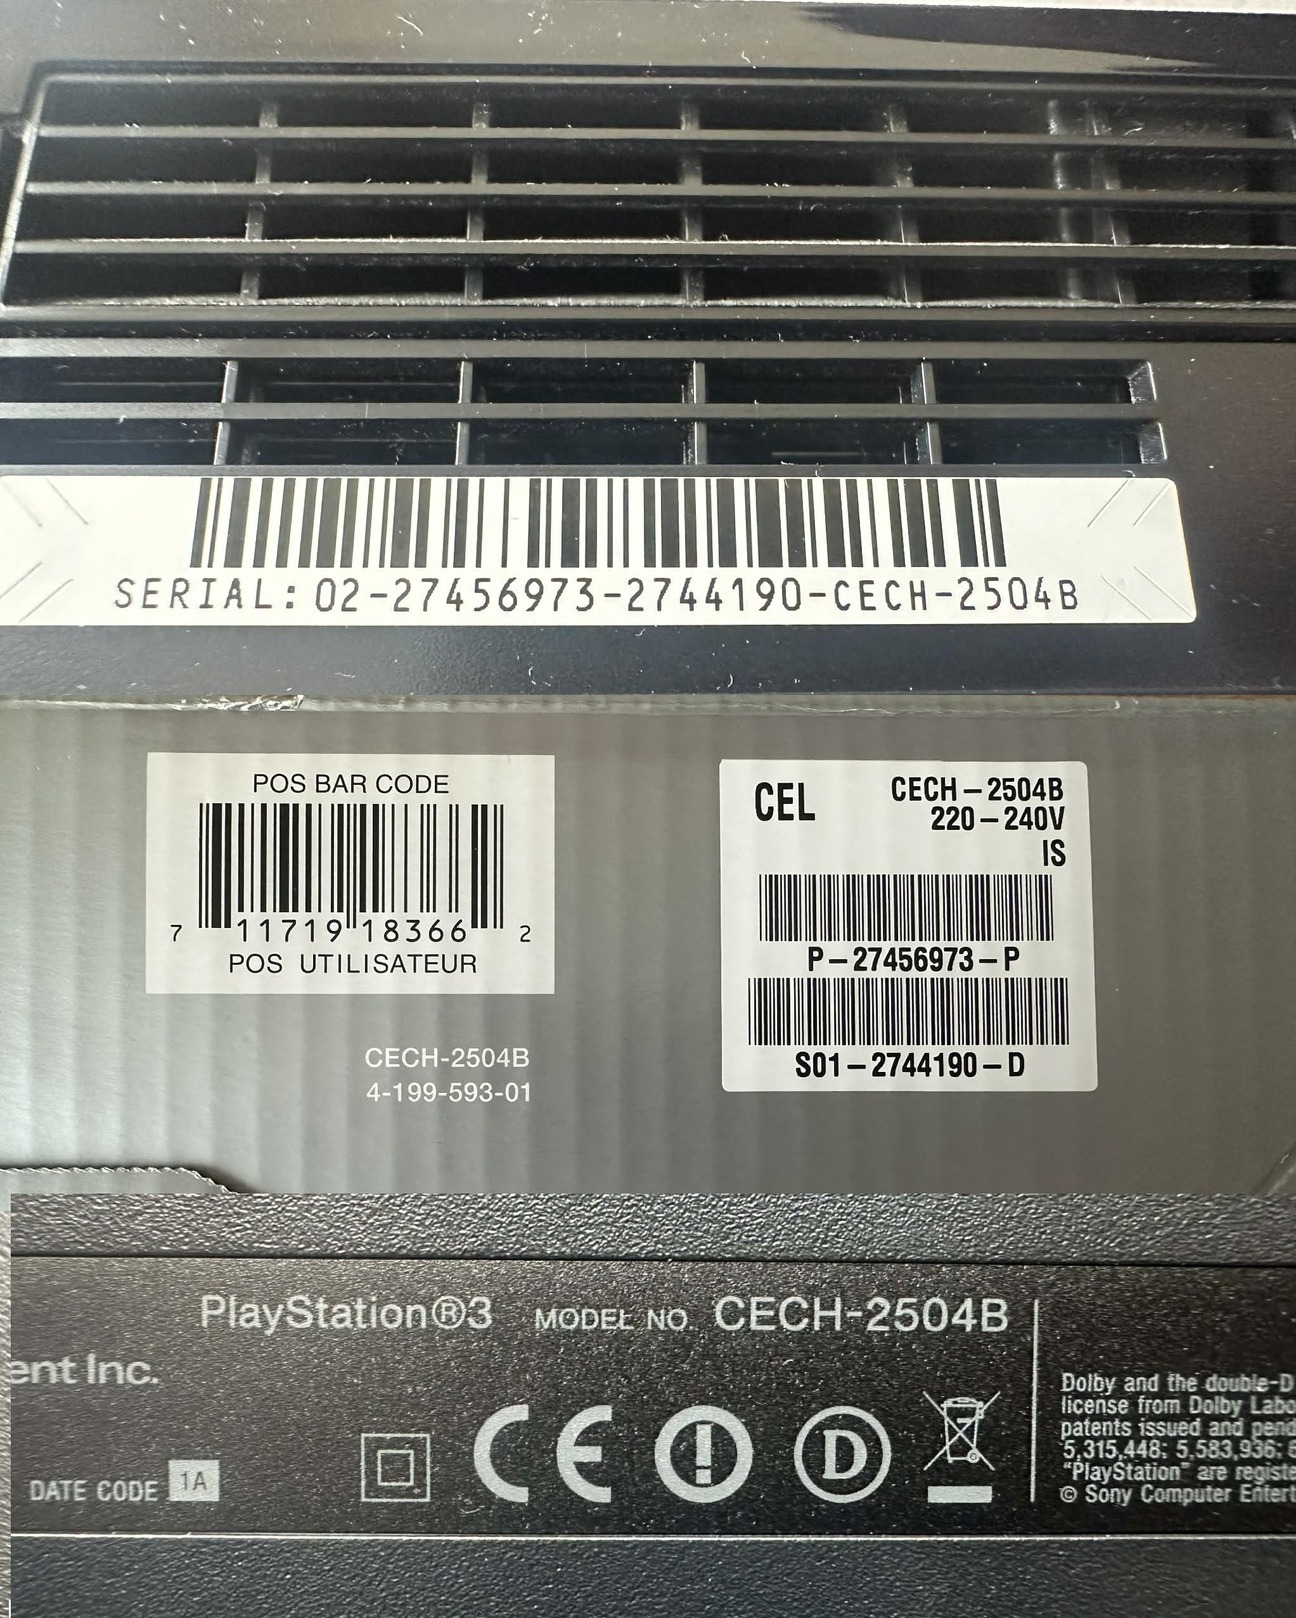 SERIAL: 02-27456973-2744190-CECH-2504B
POS BAR CODE
7 11719 18366 2
POS UTILISATEUR
CECH-2504B
4-199-593-01
CEL
CECH-2504B
220-240V
IS
P-27456973-P
S01-2744190-D
PlayStation®3 MODEL NO. CECH-2504B
ent Inc.
DATE CODE 1A
CE
D
Dolby and the double-D
license from Dolby Labo
patents issued and pend
5,315,448; 5,583,936;
"PlayStation" are registe
© Sony Computer Entert